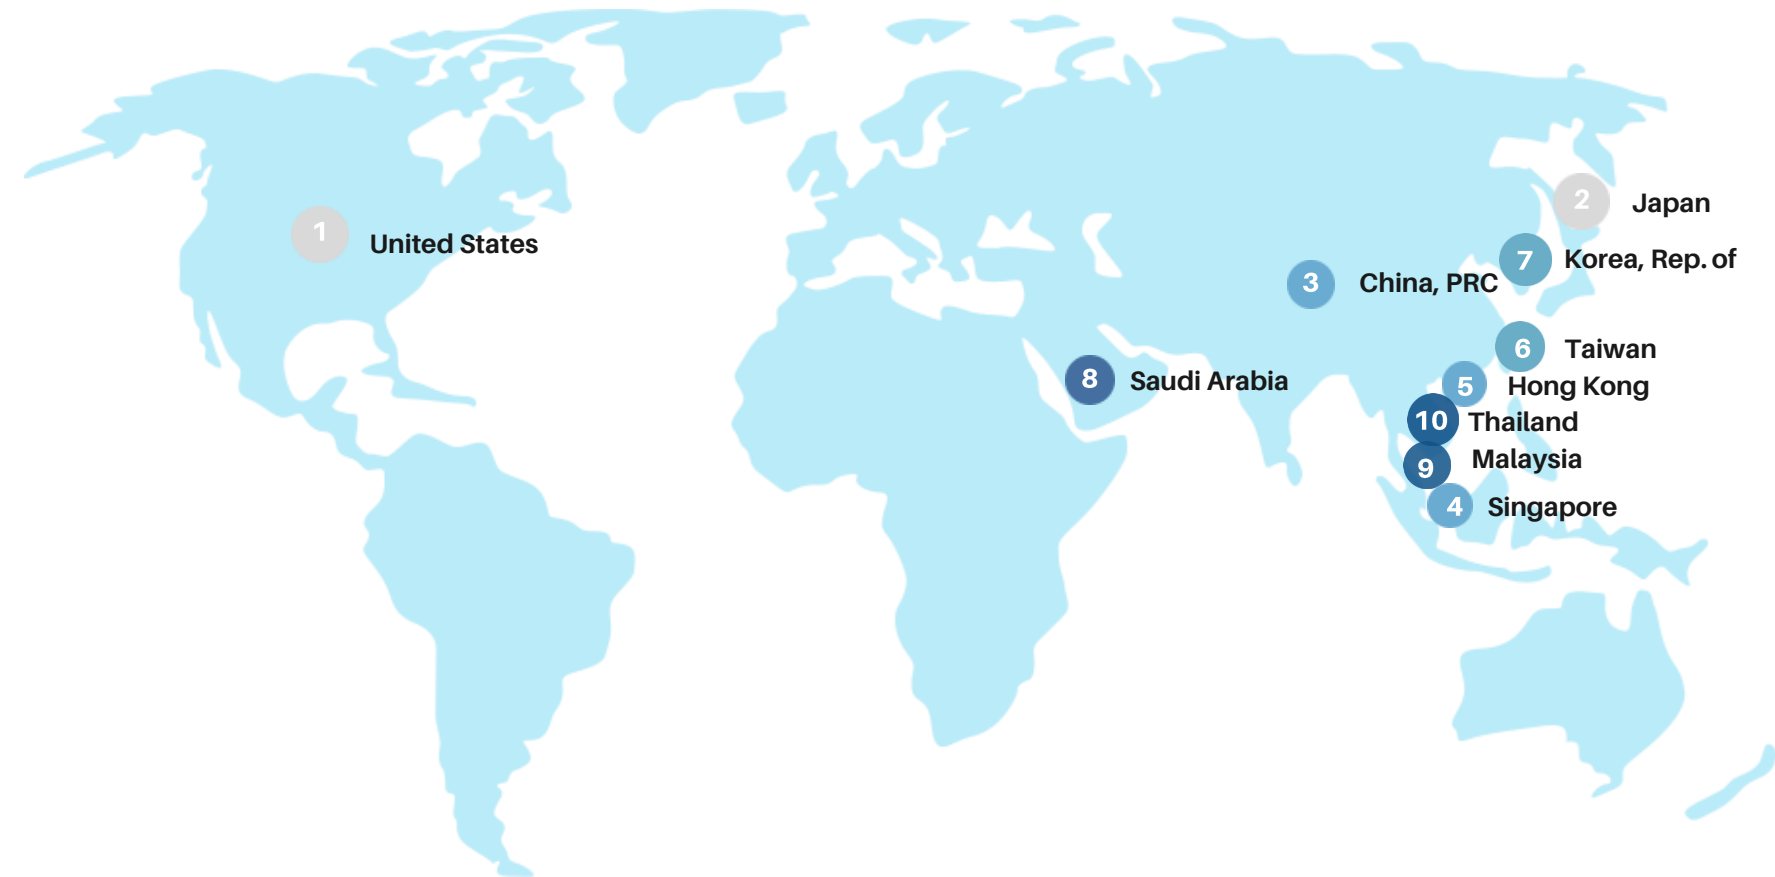 1
United States
2
Japan
7
Korea, Rep. of
3
China, PRC
6
Taiwan
8
Saudi Arabia
5
Hong Kong
10
Thailand
9
Malaysia
4
Singapore